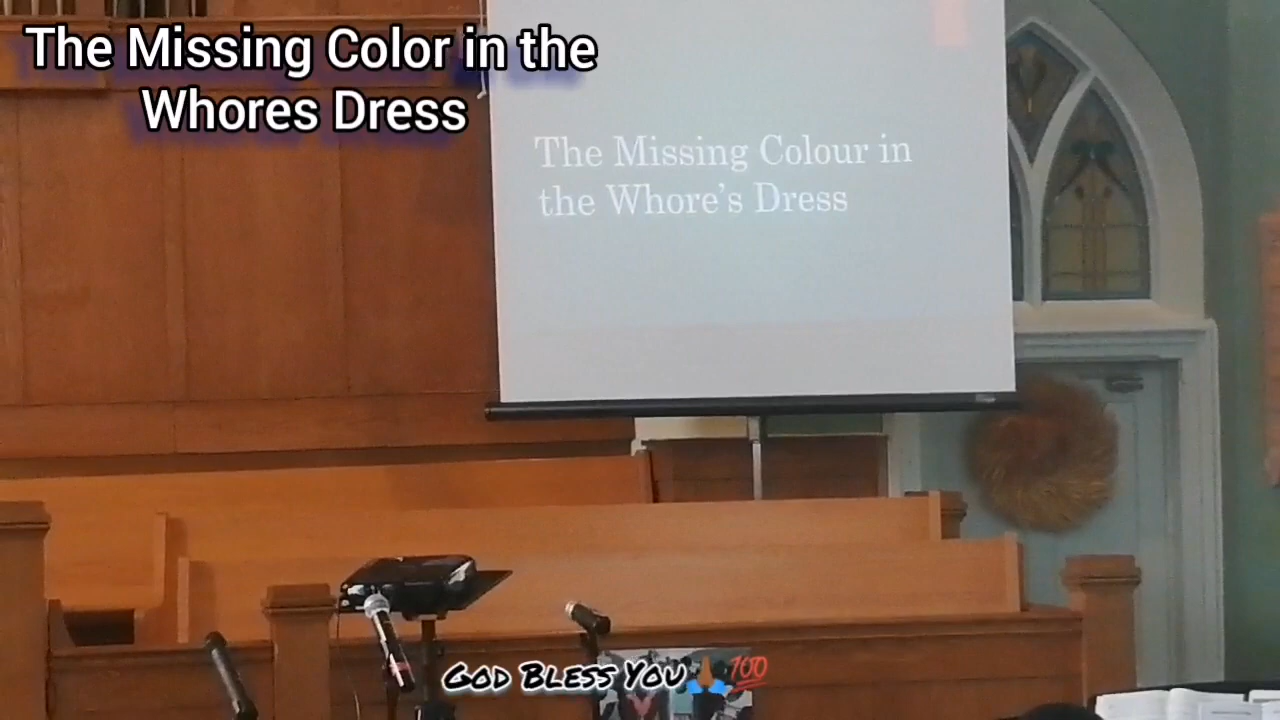 The Missing Color in the
Whores Dress
The Missing Colour in
the Whore's Dress
God Bless You🙏🏾💯